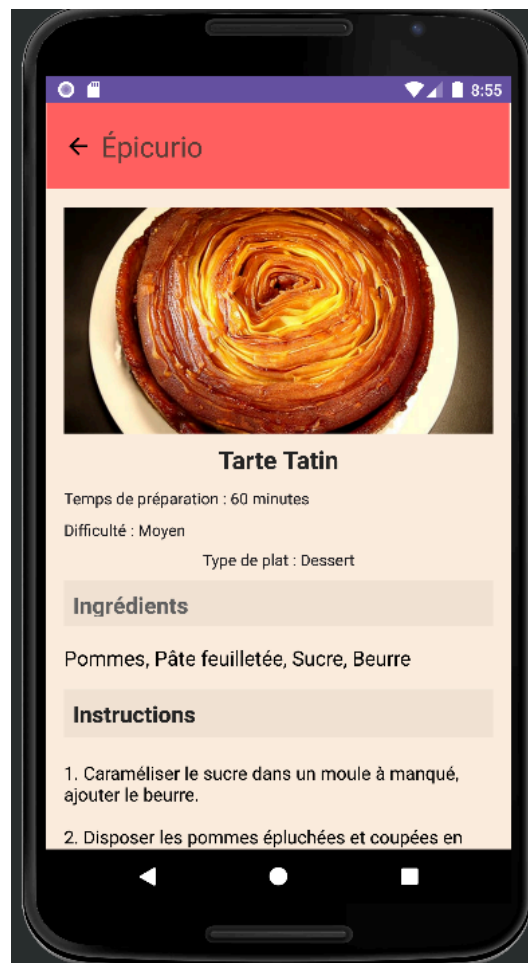 8:55
Épicurio
Tarte Tatin
Temps de préparation : 60 minutes
Difficulté : Moyen
Type de plat : Dessert
Ingrédients
Pommes, Pâte feuilletée, Sucre, Beurre
Instructions
1. Caraméliser le sucre dans un moule à manqué,
ajouter le beurre.
2. Disposer les pommes épluchées et coupées en